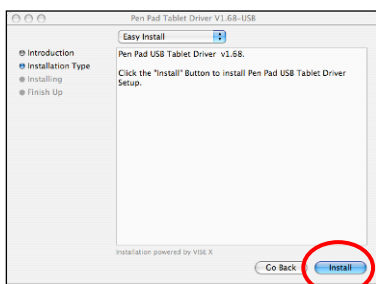 Pen Pad Tablet Driver V1.68-USB
Easy Install
Introduction
Installation Type
Installing
Finish Up
Pen Pad USB Tablet Driver v1.68.
Click the "Install" Button to install Pen Pad USB Tablet Driver
Setup.
Installation powered by VISE X
Go Back
Install